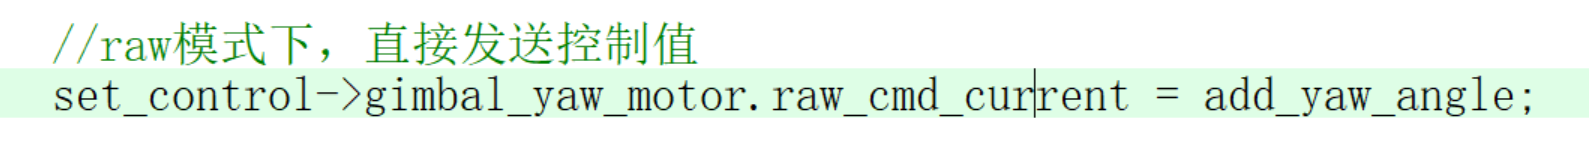 //raw模式下，直接发送控制值
set_control->gimbal_yaw_motor.raw_cmd_current = add_yaw_angle;